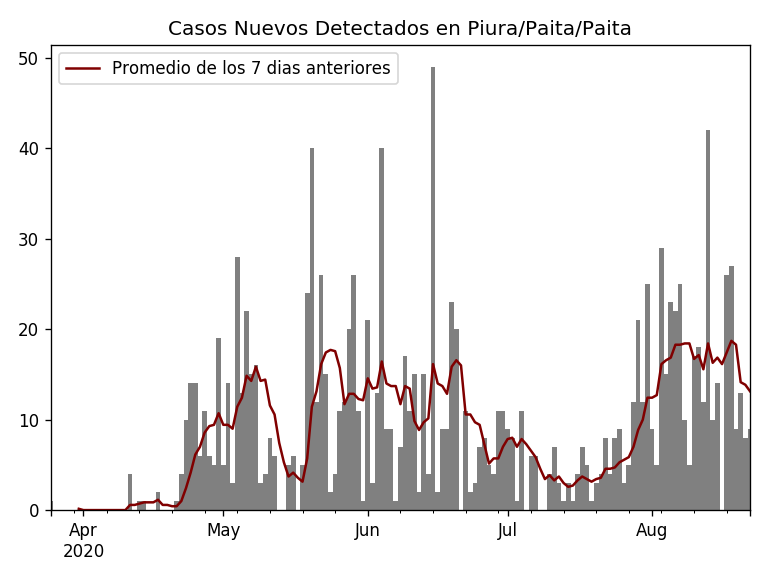 Casos Nuevos Detectados en Piura/Paita/Paita
Promedio de los 7 dias anteriores
50
40
30
20
10
0
Apr
2020
May
Jun
Jul
Aug